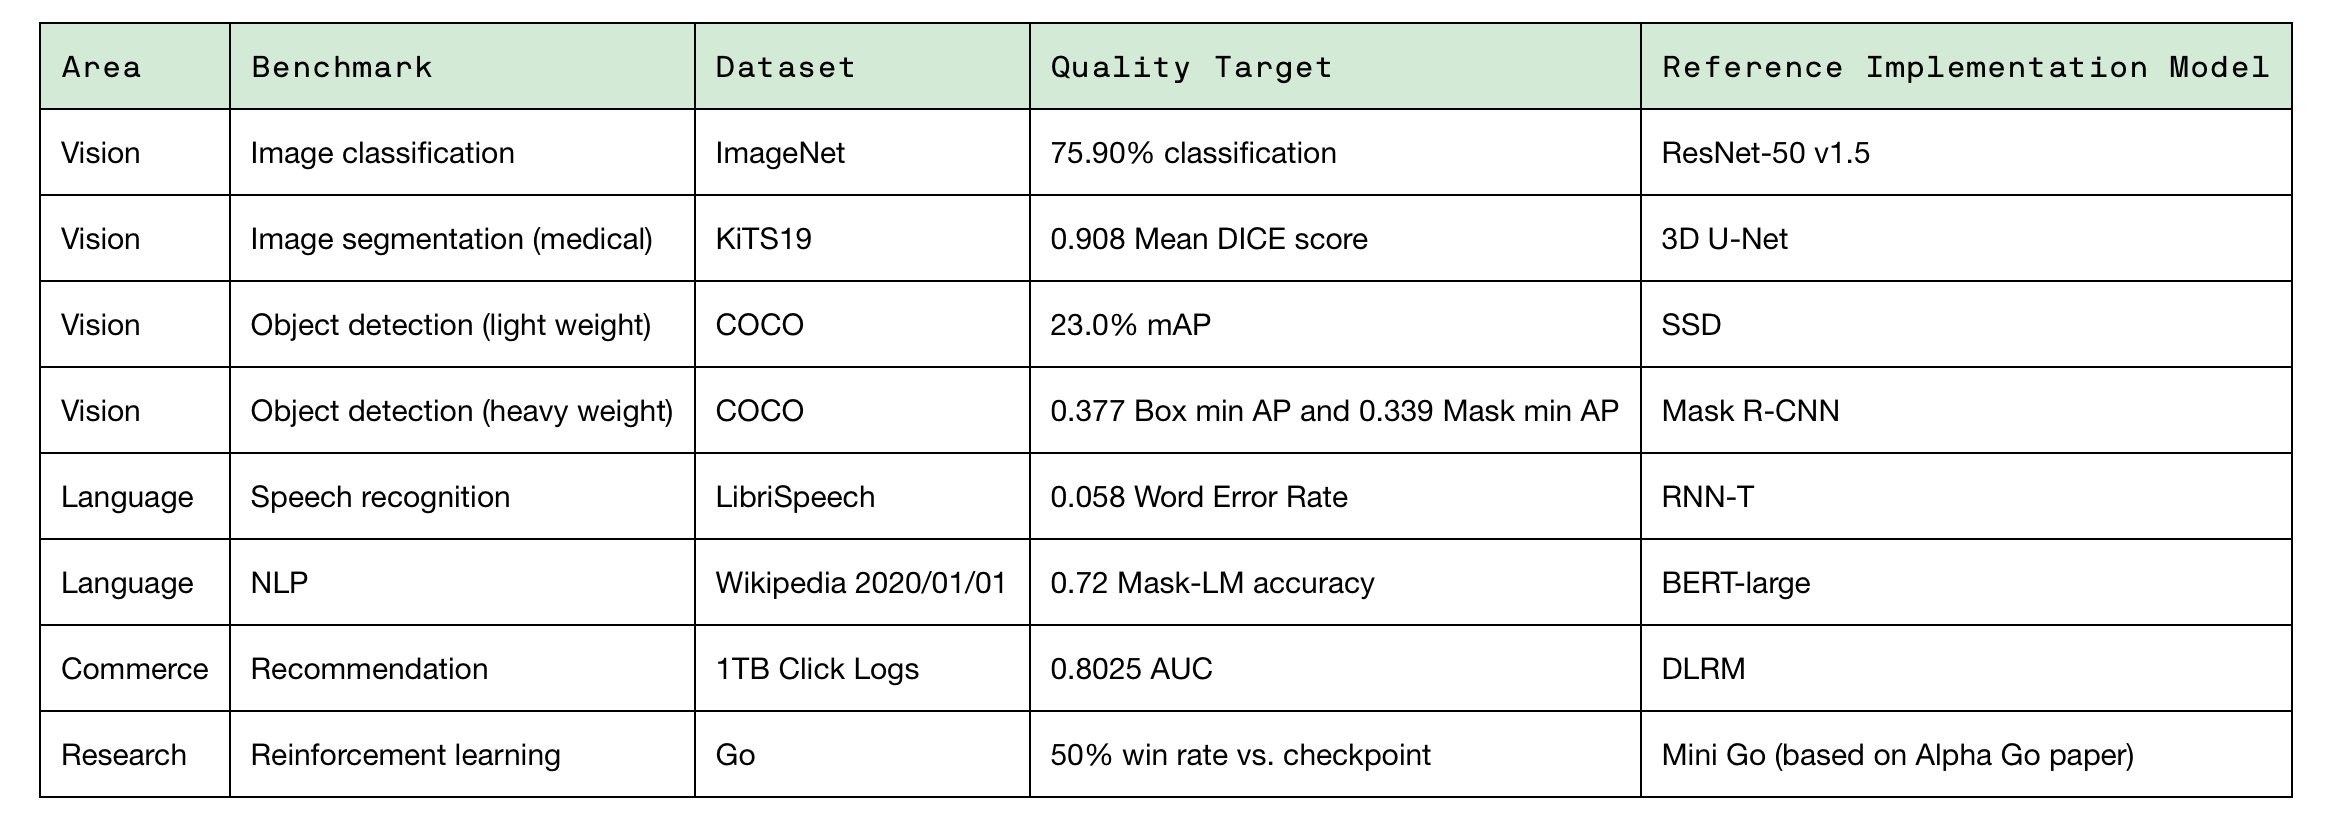 Area Benchmark Dataset Quality Target Reference Implementation Model
Vision Image classification ImageNet 75.90% classification ResNet-50 v1.5
Vision Image segmentation (medical) KiTS19 0.908 Mean DICE score 3D U-Net
Vision Object detection (light weight) COCO 23.0% mAP SSD
Vision Object detection (heavy weight) COCO 0.377 Box min AP and 0.339 Mask min AP Mask R-CNN
Language Speech recognition LibriSpeech 0.058 Word Error Rate RNN-T
Language NLP Wikipedia 2020/01/01 0.72 Mask-LM accuracy BERT-large
Commerce Recommendation 1TB Click Logs 0.8025 AUC DLRM
Research Reinforcement learning Go 50% win rate vs. checkpoint Mini Go (based on Alpha Go paper)